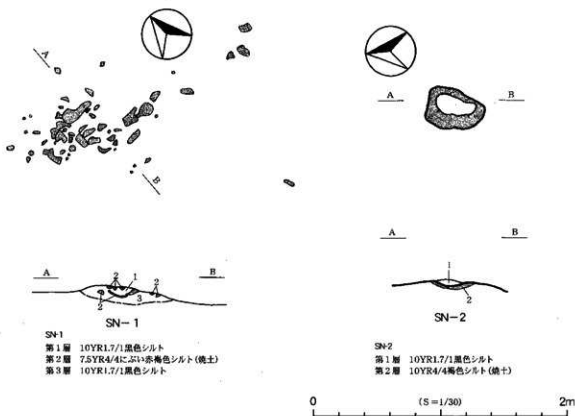 A
B
A B
A B
1
2
2
2
3
SN-1
SN-1
第1層 10YR1.7/1黒色シルト
第2層 7.5YR4/4にぶい赤褐色シルト(焼土)
第3層 10YR1.7/1黒色シルト
A B
1
2
SN-2
SN-2
第1層 10YR1.7/1黒色シルト
第2層 10YR4/4褐色シルト(焼土)
0 (S=1/30) 2m